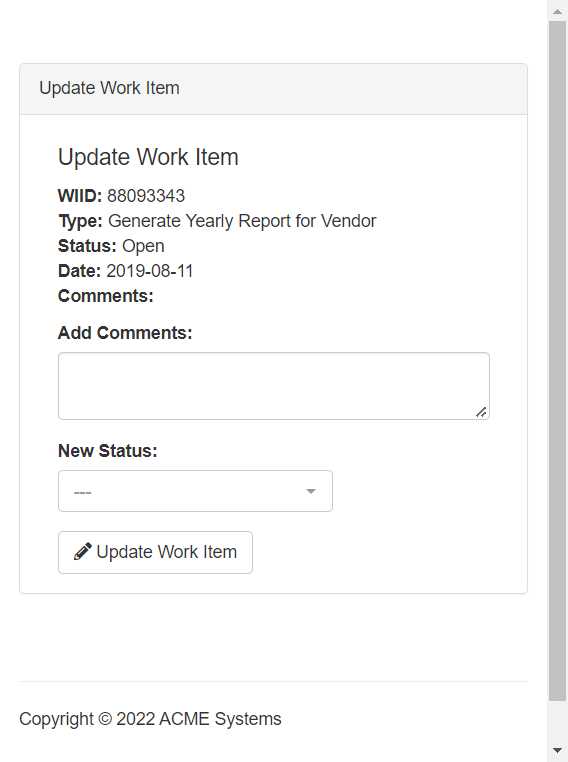 Update Work Item
Update Work Item
WIID: 88093343
Type: Generate Yearly Report for Vendor
Status: Open
Date: 2019-08-11
Comments:
Add Comments:
New Status:
---
Update Work Item
Copyright © 2022 ACME Systems